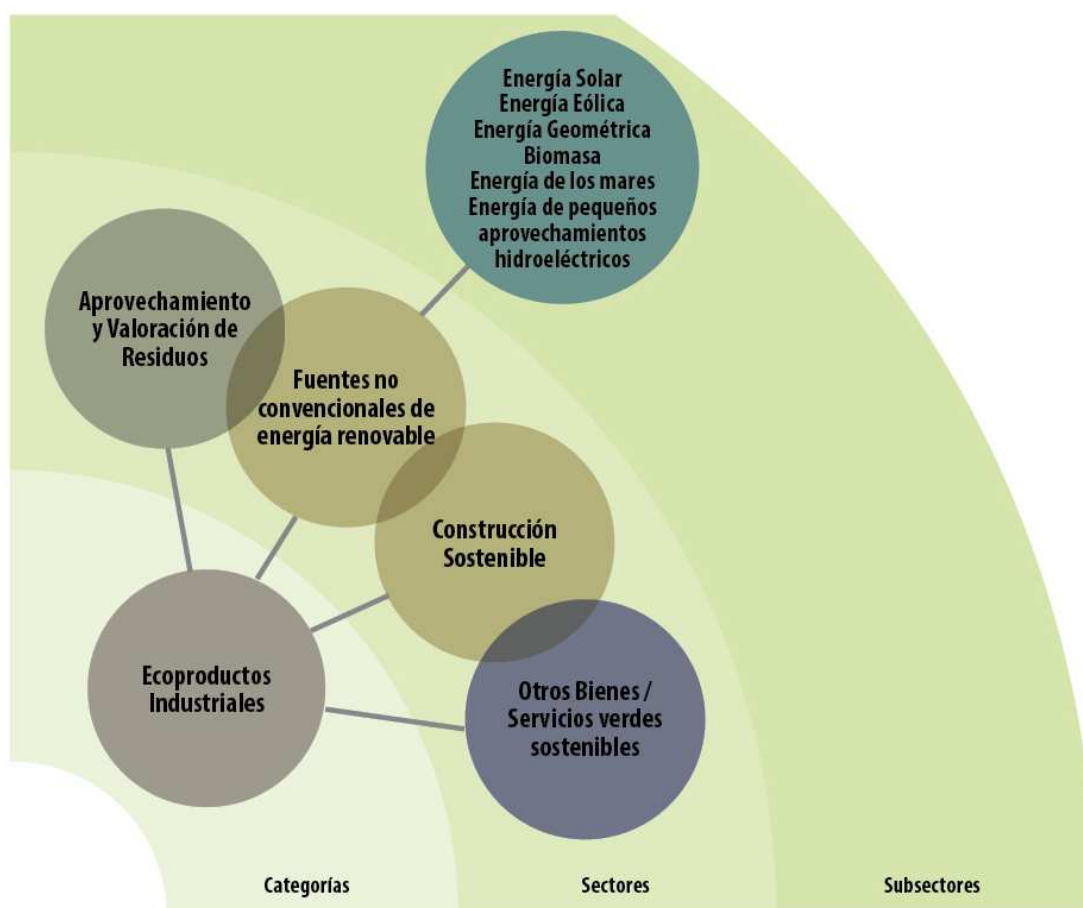 Energía Solar
Energía Eólica
Energía Geométrica
Biomasa
Energía de los mares
Energía de pequeños
aprovechamientos
hidroeléctricos
Aprovechamiento
y Valoración de
Residuos
Fuentes no
convencionales de
energía renovable
Construcción
Sostenible
Ecoproductos
Industriales
Otros Bienes /
Servicios verdes
sostenibles
Categorías
Sectores
Subsectores